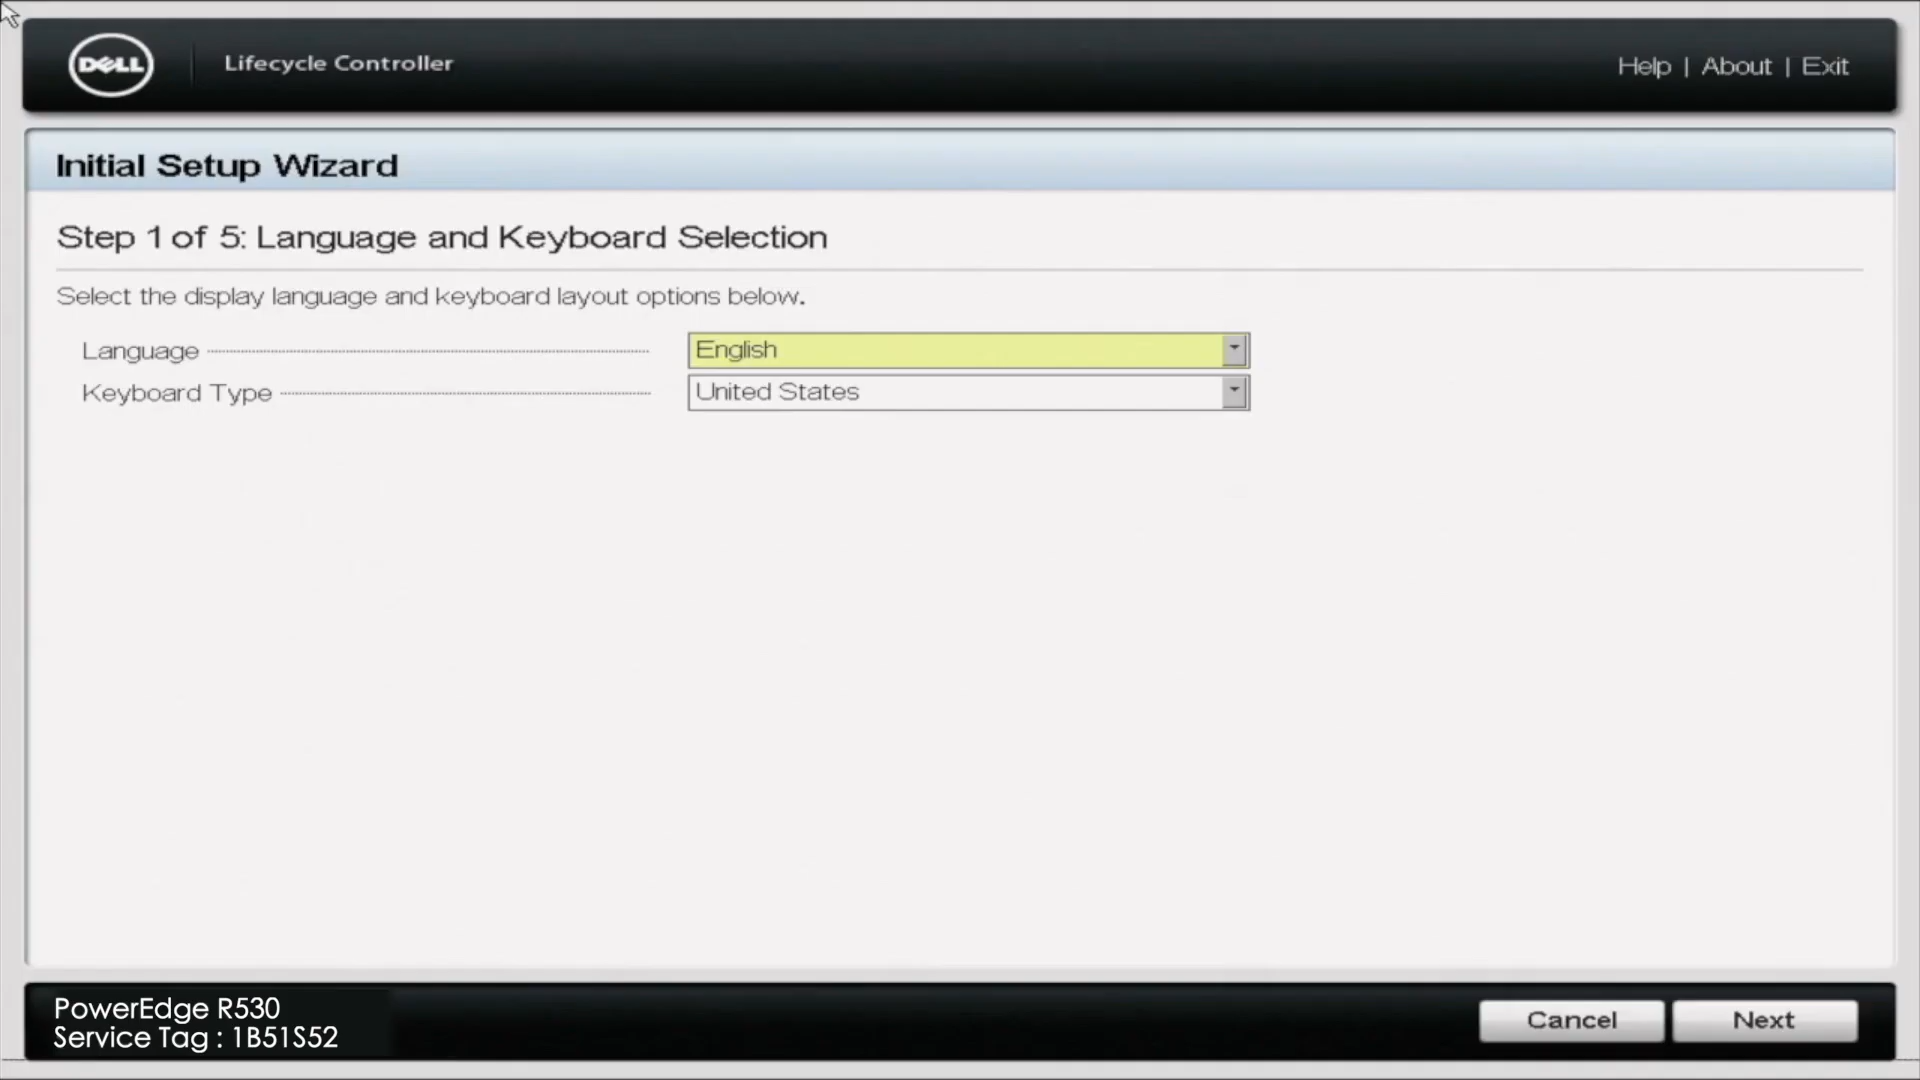 DELL
Lifecycle Controller
Help | About | Exit
Initial Setup Wizard
Step 1 of 5: Language and Keyboard Selection
Select the display language and keyboard layout options below.
Language English
Keyboard Type United States
PowerEdge R530
Service Tag : 1B51S52
Cancel Next